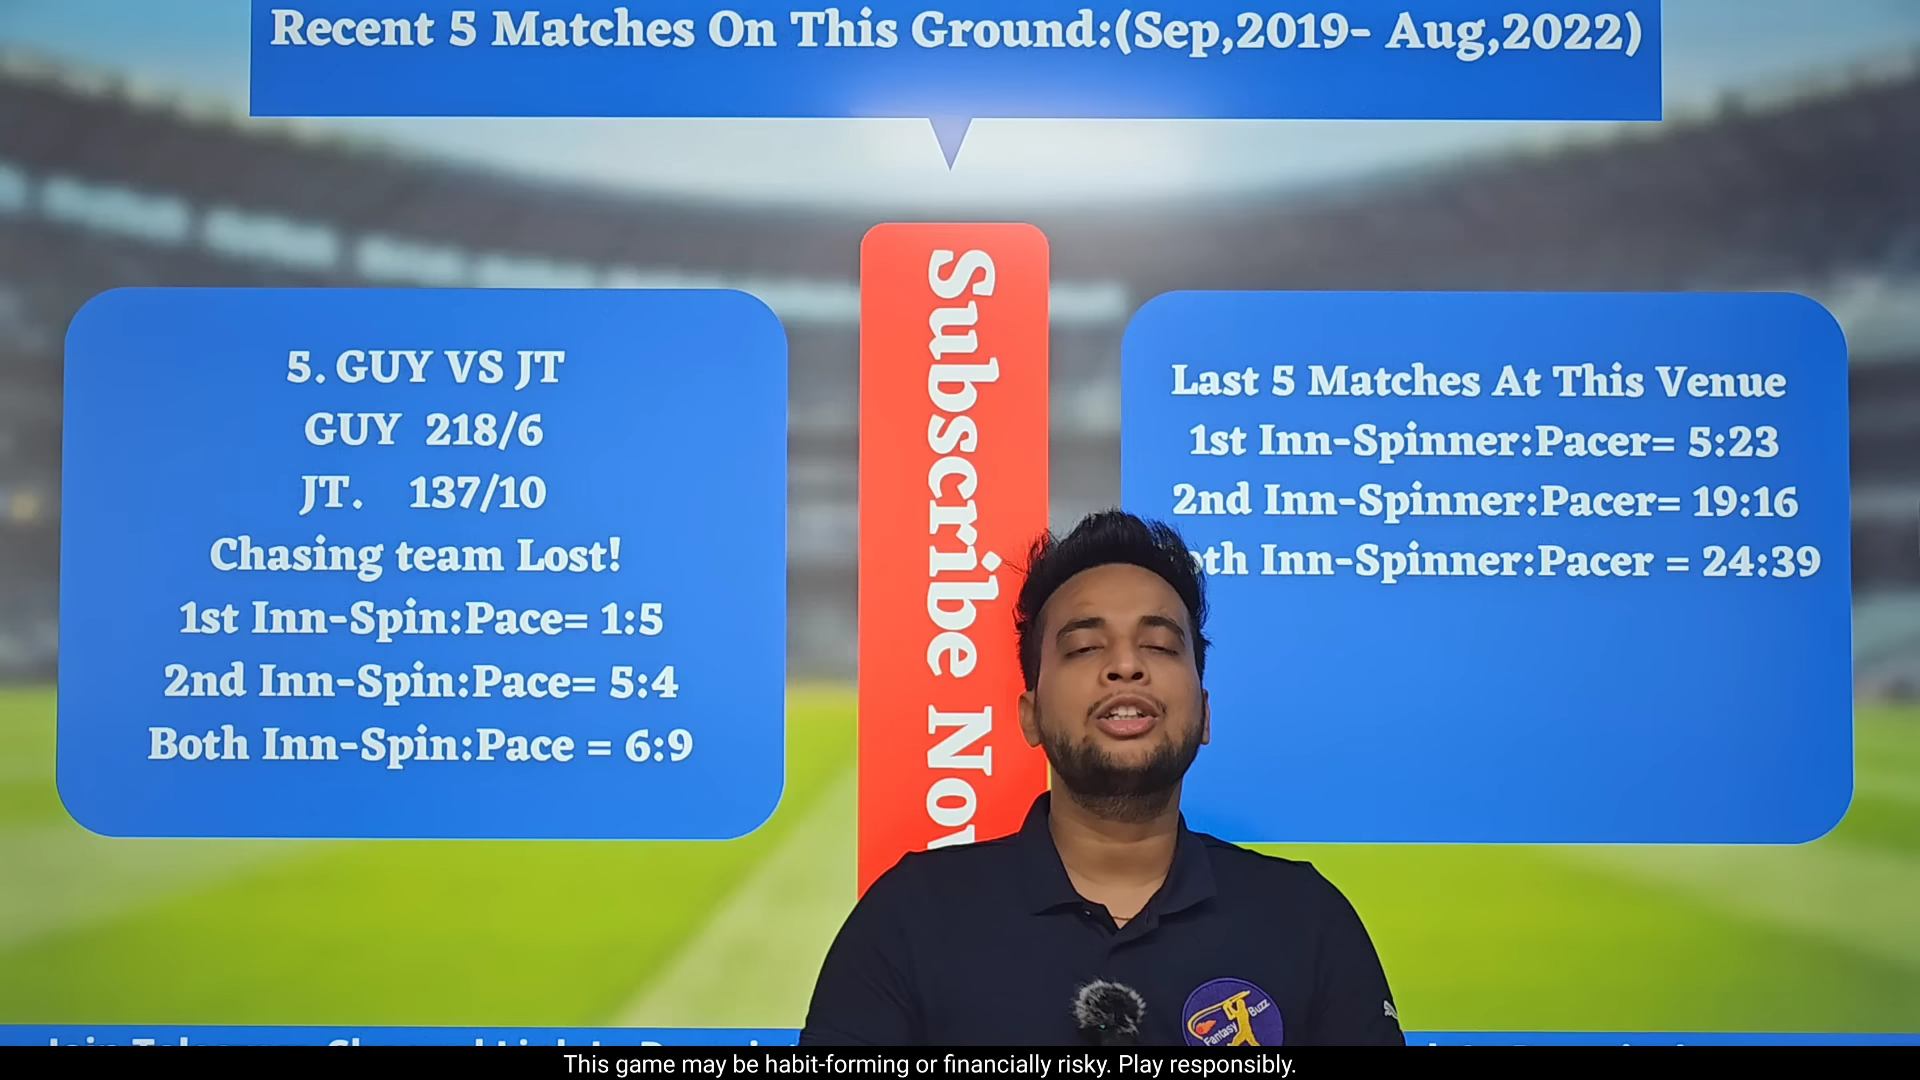 Recent 5 Matches On This Ground:(Sep,2019- Aug,2022)
5. GUY VS JT
GUY 218/6
JT. 137/10
Chasing team Lost!
1st Inn-Spin:Pace= 1:5
2nd Inn-Spin:Pace= 5:4
Both Inn-Spin:Pace = 6:9
Subscribe
Last 5 Matches At This Venue
1st Inn-Spinner:Pacer= 5:23
2nd Inn-Spinner:Pacer= 19:16
Inn-Spinner:Pacer = 24:39
Fantasy Buzz
This game may be habit-forming or financially risky. Play responsibly.